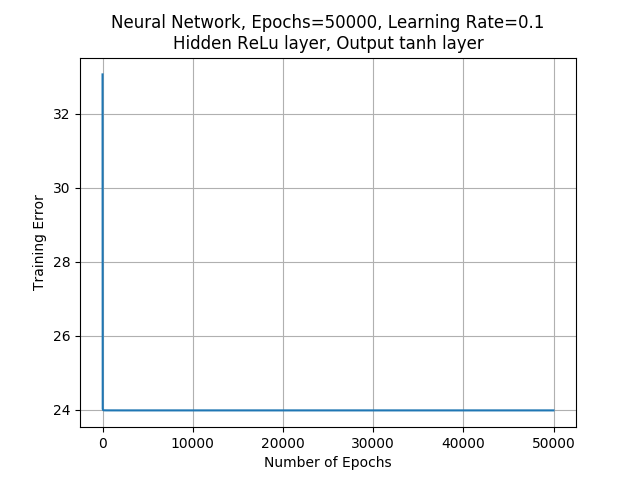 Neural Network, Epochs=50000, Learning Rate=0.1
Hidden ReLu layer, Output tanh layer
32
30
28
26
24
Training Error
0 10000 20000 30000 40000 50000
Number of Epochs